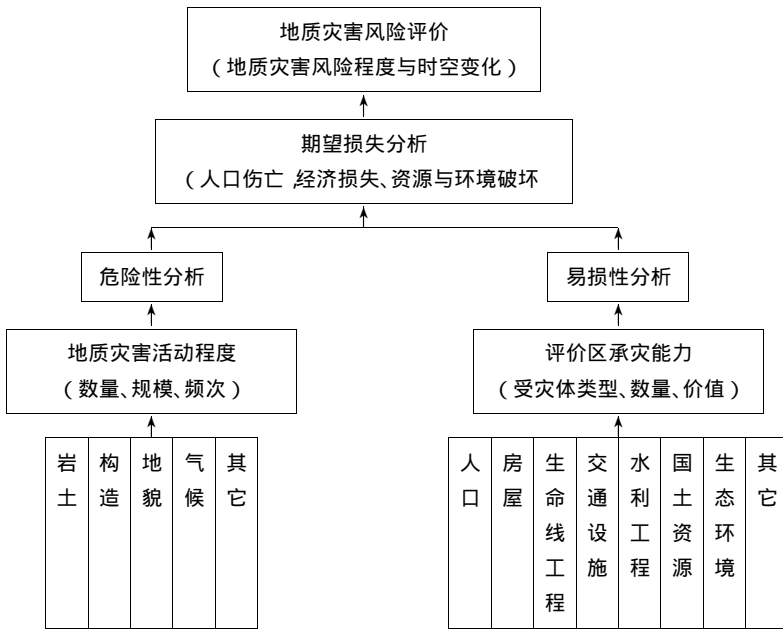 地质灾害风险评价
(地质灾害风险程度与时空变化)
期望损失分析
(人口伤亡,经济损失、资源与环境破坏
危险性分析
易损性分析
地质灾害活动程度
(数量、规模、频次)
评价区承灾能力
(受灾体类型、数量、价值)
岩土
构造
地貌
气候
其它
人口
房屋
生命线工程
交通设施
水利工程
国土资源
生态环境
其它